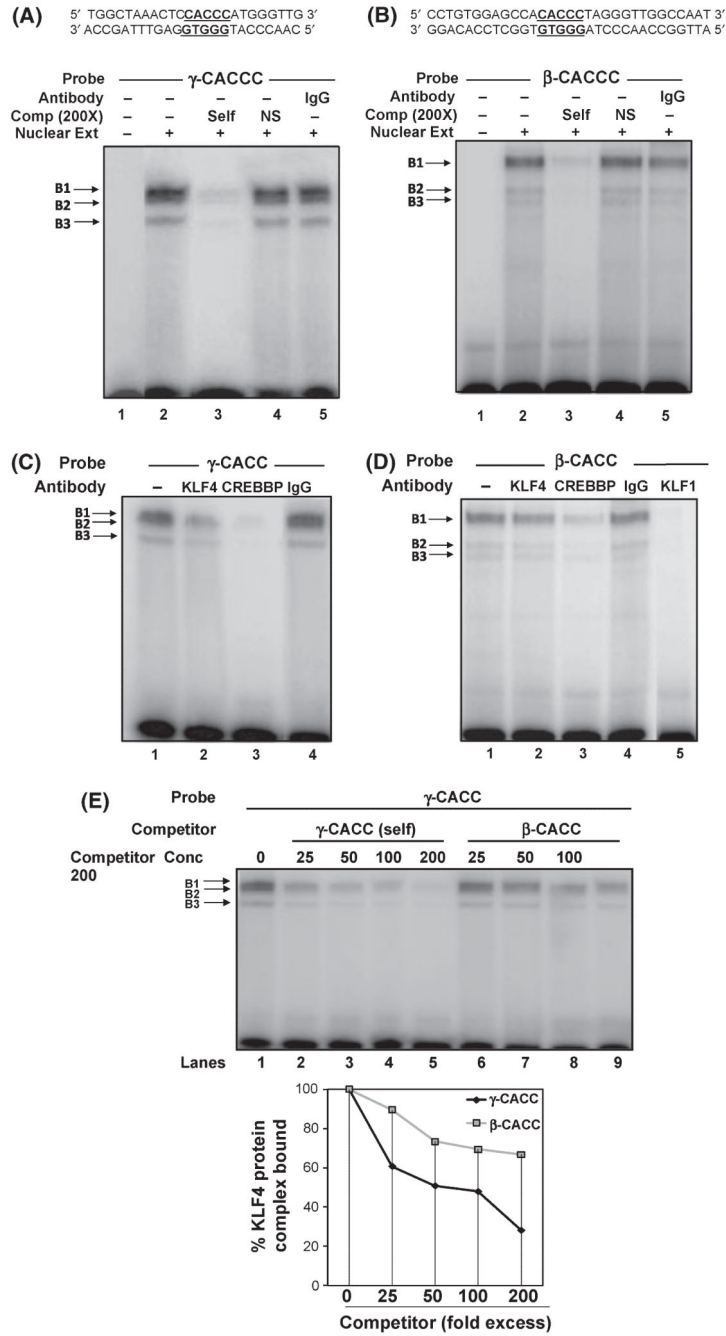 (A)
5′ TGGCTAAACTCCACCCATGGGTTG 3′
3′ ACCGATTTGAGGTGGGTACCCAAC 5′
Probe γ-CACCC
Antibody – – – – IgG
Comp (200X) – – Self NS –
Nuclear Ext – + + + +
B1
B2
B3
1 2 3 4 5
(B)
5′ CCTGTGGAGCCACACCCTAGGGTTGGCCAAT 3′
3′ GGACACCTCGGTGTGGGATCCCAACCGGTTA 5′
Probe β-CACCC
Antibody – – – – IgG
Comp (200X) – – Self NS –
Nuclear Ext – + + + +
B1
B2
B3
1 2 3 4 5
(C)
Probe γ-CACC
Antibody – KLF4 CREBBP IgG
B1
B2
B3
1 2 3 4
(D)
Probe β-CACC
Antibody – KLF4 CREBBP IgG KLF1
B1
B2
B3
1 2 3 4 5
(E)
Probe γ-CACC
Competitor γ-CACC (self) β-CACC
Competitor Conc 0 25 50 100 200 25 50 100
200
B1
B2
B3
Lanes 1 2 3 4 5 6 7 8 9
% KLF4 protein
complex bound
100
80
60
40
20
0
γ-CACC
β-CACC
0 25 50 100 200
Competitor (fold excess)